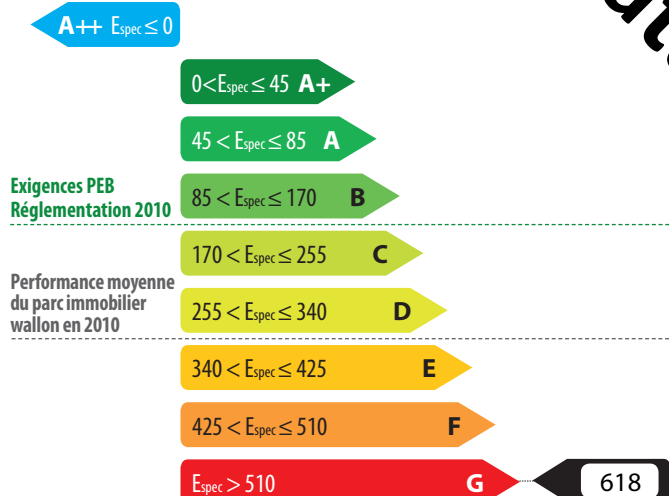 A++ Espec ≤ 0
0<Espec ≤ 45 A+
45 < Espec ≤ 85 A
Exigences PEB
Réglementation 2010
85 < Espec ≤ 170 B
170 < Espec ≤ 255 C
Performance moyenne
du parc immobilier
wallon en 2010
255 < Espec ≤ 340 D
340 < Espec ≤ 425 E
425 < Espec ≤ 510 F
Espec > 510 G
618